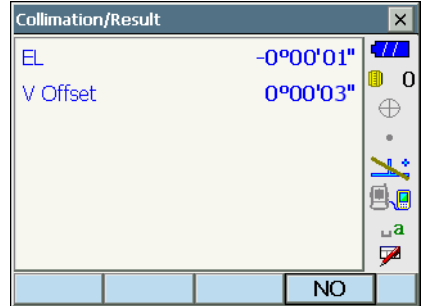 Collimation/Result
EL -0°00'01"
V Offset 0°00'03"
0
a
NO